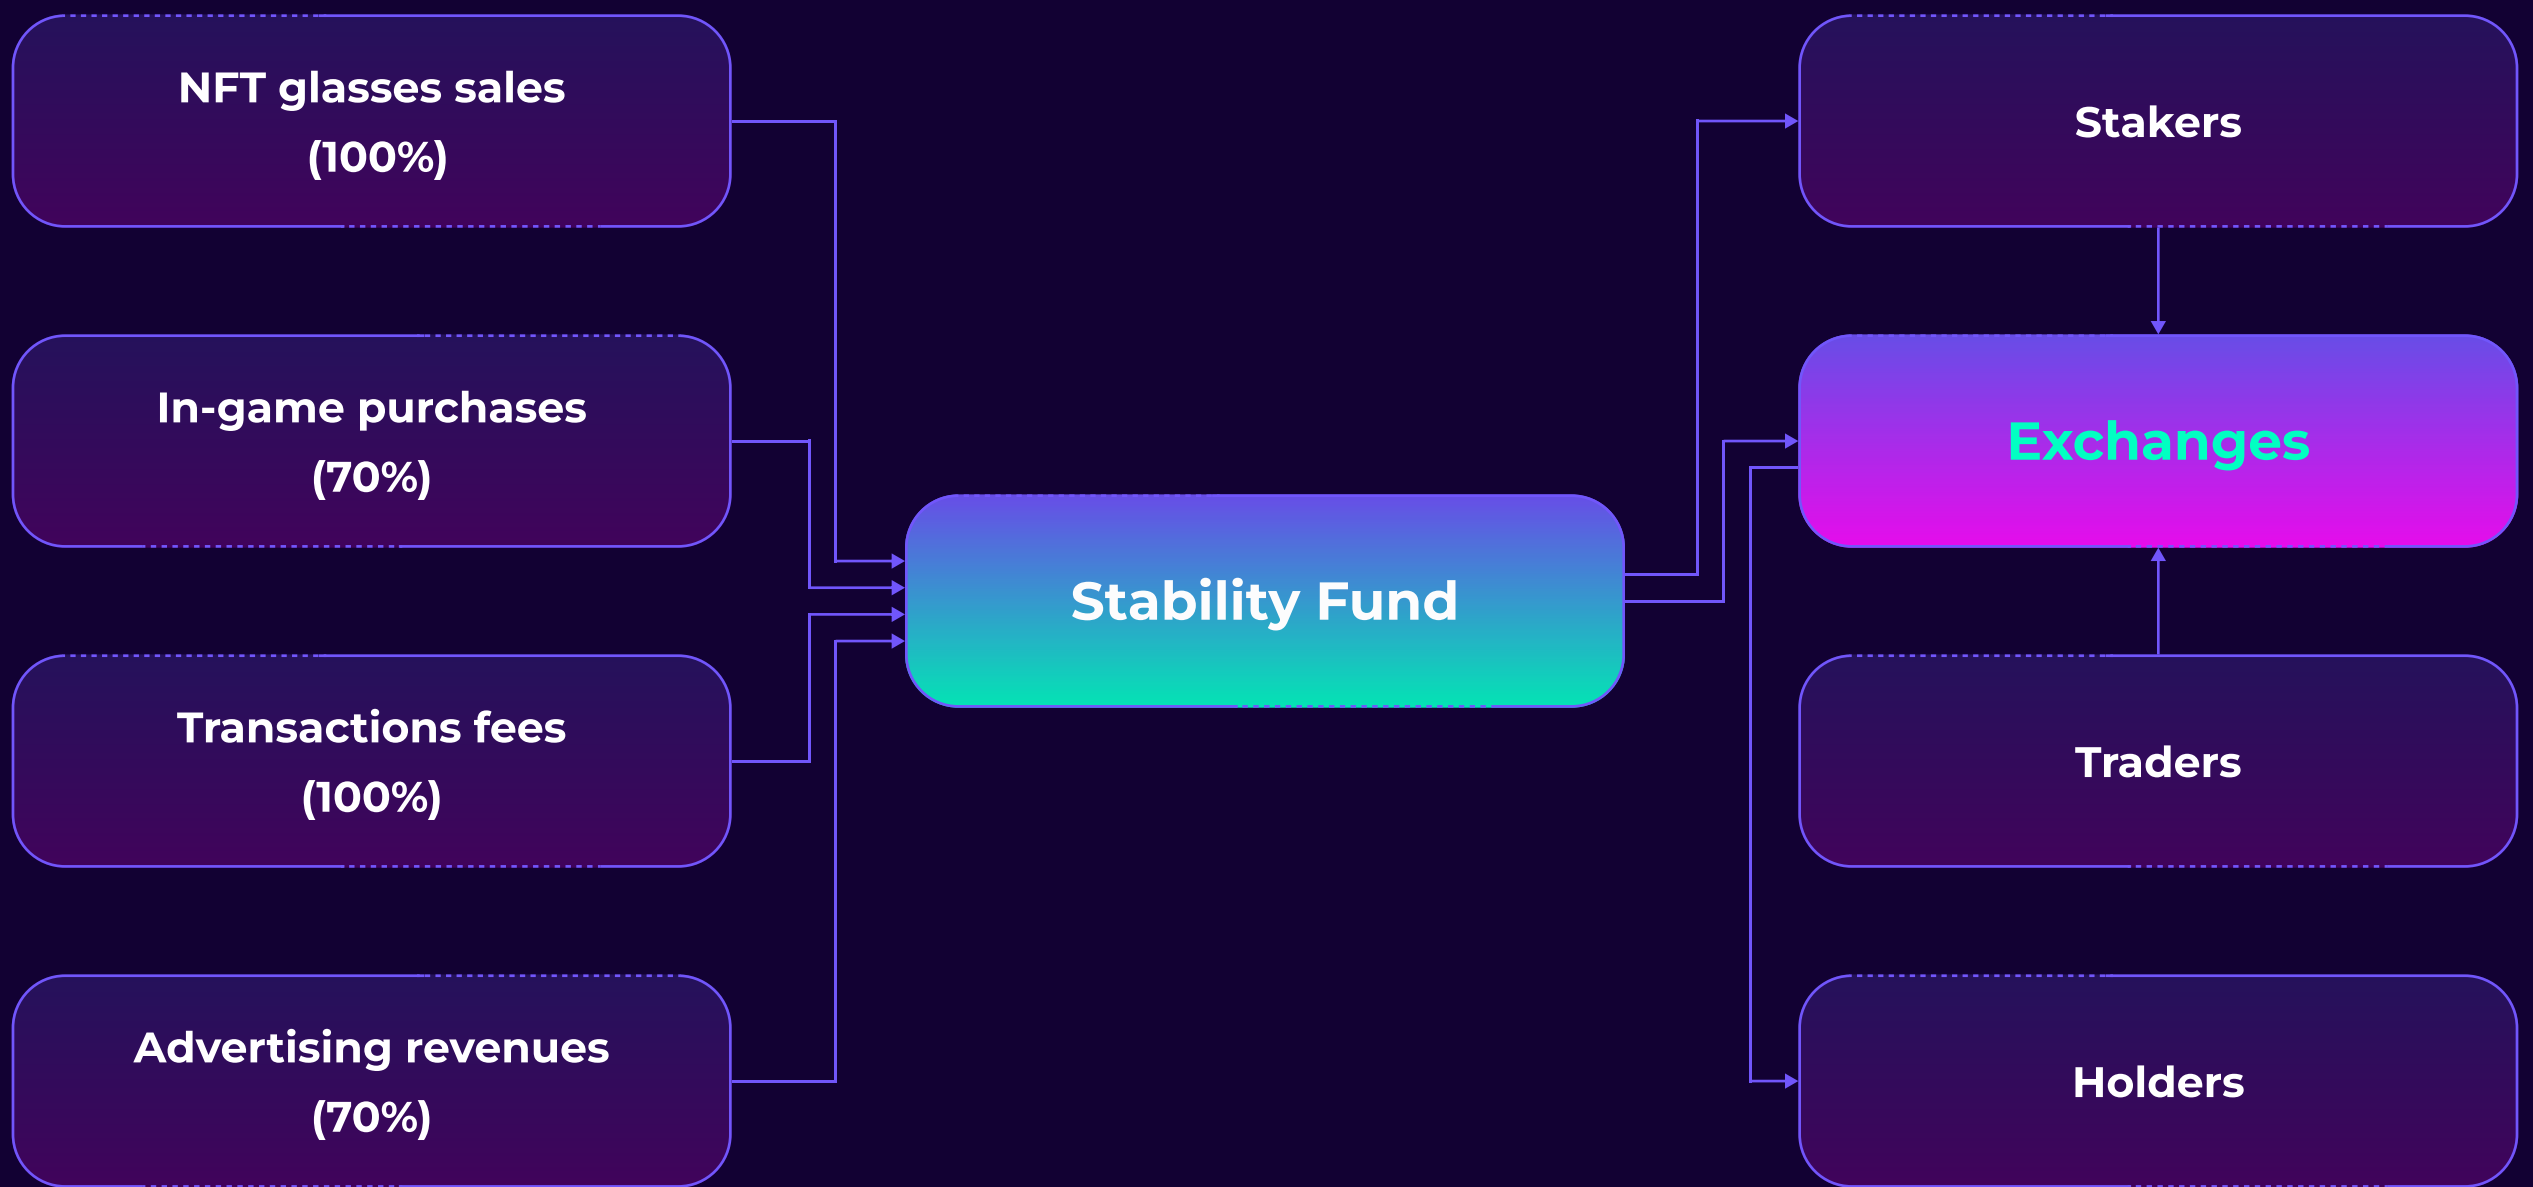 NFT glasses sales
(100%)
In-game purchases
(70%)
Transactions fees
(100%)
Advertising revenues
(70%)
Stability Fund
Stakers
Exchanges
Traders
Holders